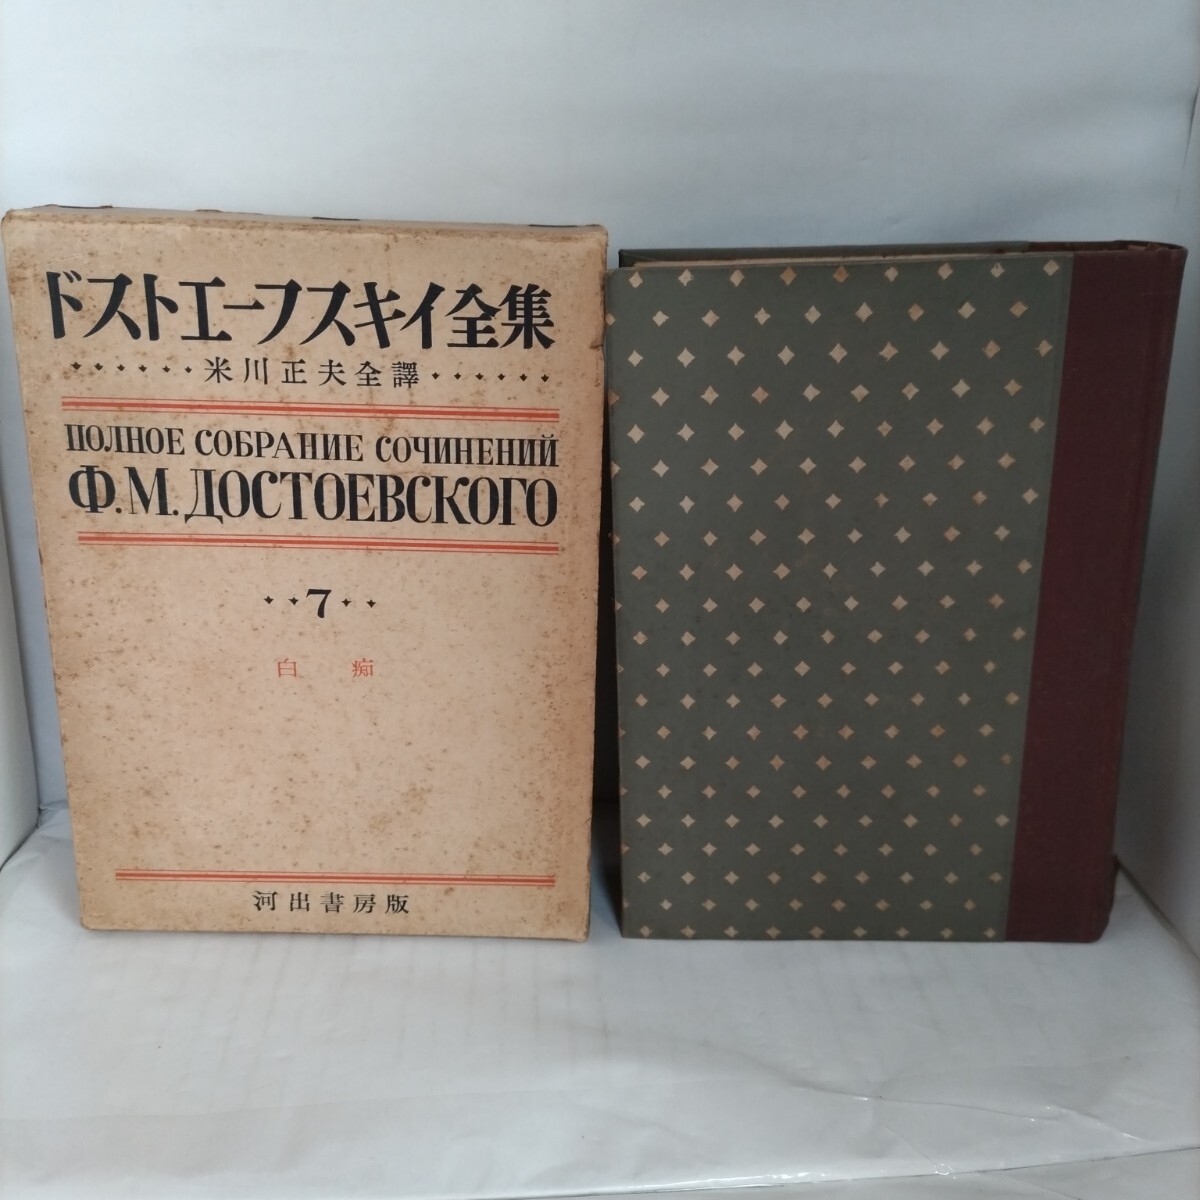 ドストエーフスキイ全集
米川正夫全譯
ПОЛНОЕ СОБРАНИЕ СОЧИНЕНИЙ
Ф.М. ДОСТОЕВСКОГО
7
白痴
河出書房版